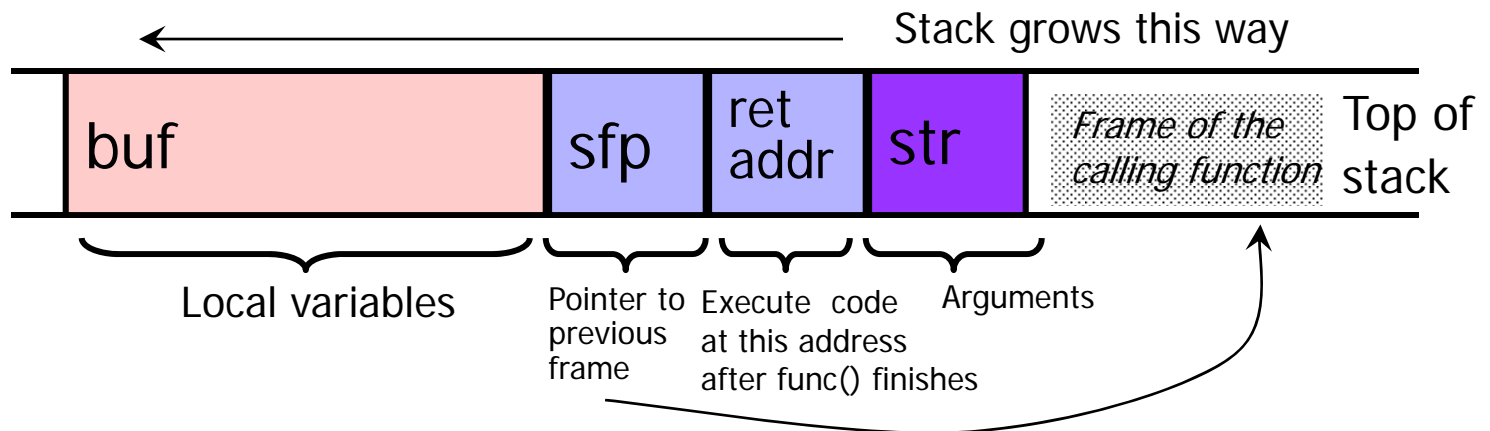 Stack grows this way
buf
sfp
ret
addr
str
Frame of the
calling function
Top of
stack
Local variables
Pointer to
previous
frame
Execute code
at this address
after func() finishes
Arguments